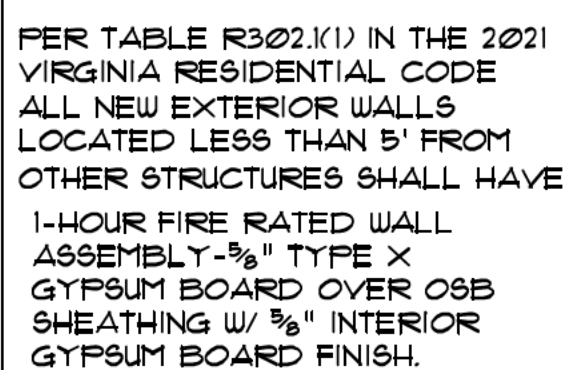 PER TABLE R302.1(1) IN THE 2021
VIRGINIA RESIDENTIAL CODE
ALL NEW EXTERIOR WALLS
LOCATED LESS THAN 5' FROM
OTHER STRUCTURES SHALL HAVE
1-HOUR FIRE RATED WALL
ASSEMBLY-⅝" TYPE X
GYPSUM BOARD OVER OSB
SHEATHING W/ ⅝" INTERIOR
GYPSUM BOARD FINISH.